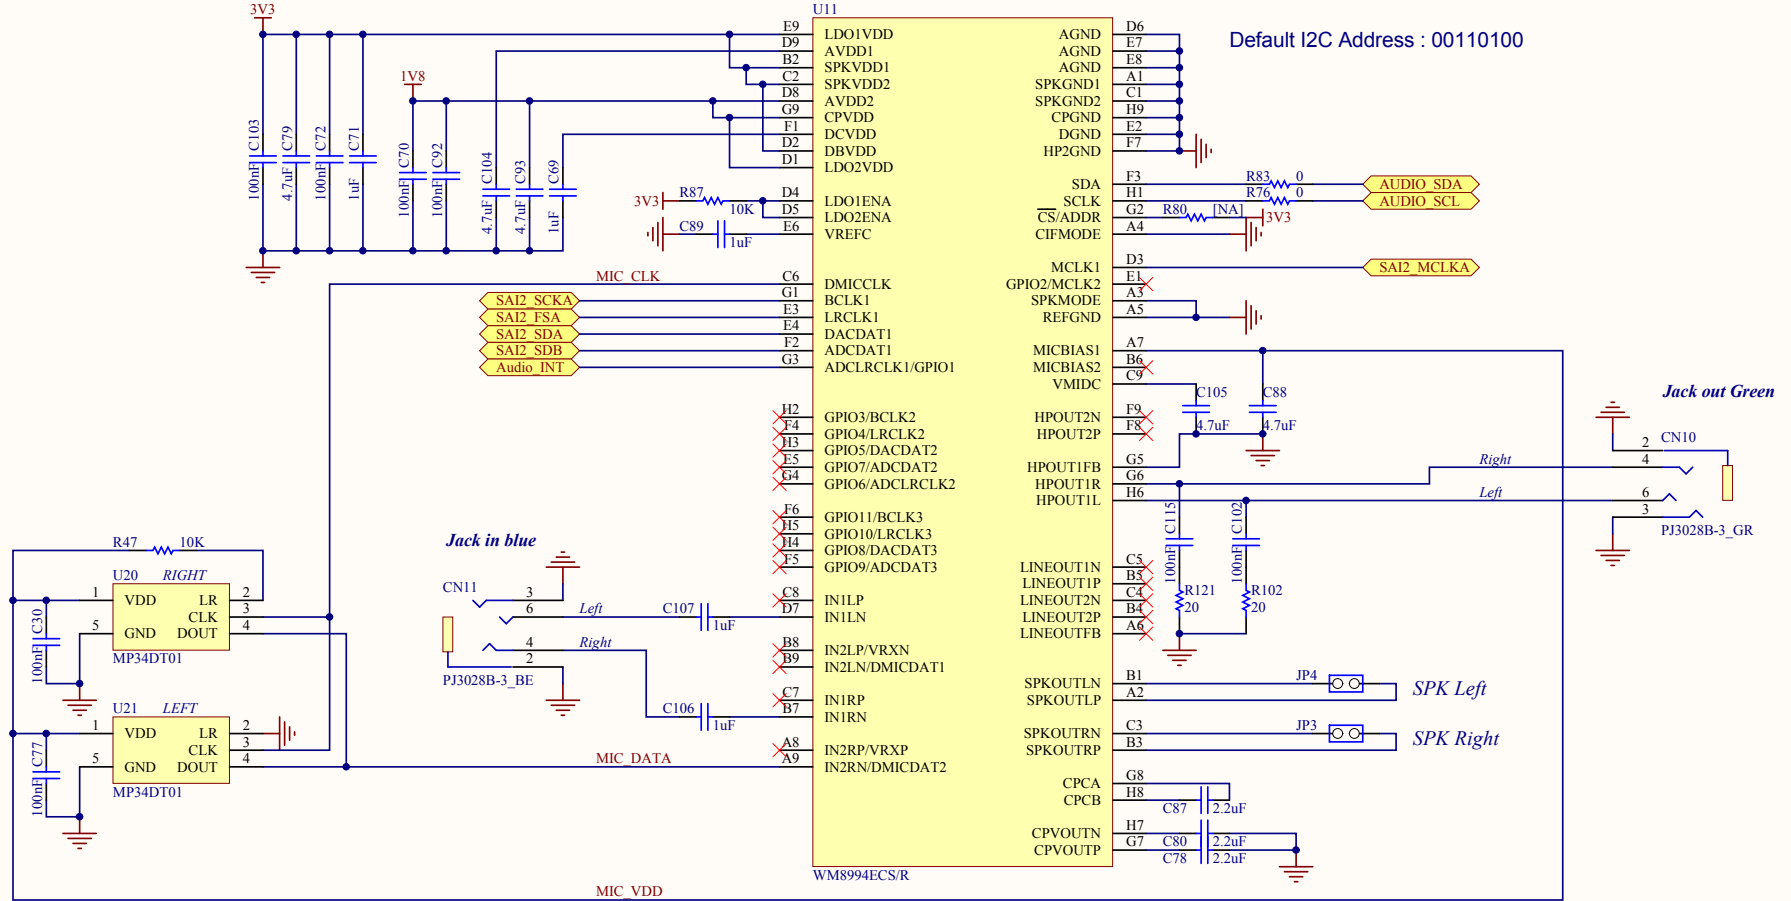 3V3
U11
Default I2C Address : 00110100
E9 LDO1VDD
D9 AVDD1
B2 SPKVDD1
C2 SPKVDD2
D8 AVDD2
G9 CPVDD
F1 DCVDD
D2 DBVDD
D1 LDO2VDD
D4 LDO1ENA
D5 LDO2ENA
E6 VREFC
C6 DMICCLK
G1 BCLK1
E3 LRCLK1
E4 DACDAT1
F2 ADCDAT1
G3 ADCLRCLK1/GPIO1
H2 GPIO3/BCLK2
F4 GPIO4/LRCLK2
H3 GPIO5/DACDAT2
E5 GPIO7/ADCDAT2
G4 GPIO6/ADCLRCLK2
F6 GPIO11/BCLK3
H5 GPIO10/LRCLK3
H4 GPIO8/DACDAT3
F5 GPIO9/ADCDAT3
C8 IN1LP
D7 IN1LN
B8 IN2LP/VRXN
B9 IN2LN/DMICDAT1
C7 IN1RP
B7 IN1RN
A8 IN2RP/VRXP
A9 IN2RN/DMICDAT2
AGND D6
AGND E7
AGND E8
SPKGND1 A1
SPKGND2 C1
CPGND H9
DGND E2
HP2GND F7
SDA F3
SCLK H1
CS/ADDR G2
CIFMODE A4
MCLK1 D3
GPIO2/MCLK2 E1
SPKMODE A3
REFGND A5
MICBIAS1 A7
MICBIAS2 B6
VMIDC C9
HPOUT2N F9
HPOUT2P F8
HPOUT1FB G5
HPOUT1R G6
HPOUT1L H6
LINEOUT1N C5
LINEOUT1P B5
LINEOUT2N C4
LINEOUT2P B4
LINEOUTFB A6
SPKOUTLN B1
SPKOUTLP A2
SPKOUTRN C3
SPKOUTRP B3
CPCA G8
CPCB H8
CPVOUTN H7
CPVOUTP G7
WM8994ECS/R
1V8
C103 100nF
C79 4.7uF
C72 100nF
C71 1uF
C70 100nF
C92 100nF
C104 4.7uF
C93 4.7uF
C69 1uF
3V3 R87 10K
C89 1uF
MIC_CLK
SAI2_SCKA
SAI2_FSA
SAI2_SDA
SAI2_SDB
Audio_INT
R83 0 AUDIO_SDA
R76 0 AUDIO_SCL
R80 [NA] 3V3
SAI2_MCLKA
C105 4.7uF
C88 4.7uF
Jack out Green
CN10
2
4
6
3
PJ3028B-3_GR
Right
Left
C115 100nF
C102 100nF
R121 20
R102 20
JP4 SPK Left
JP3 SPK Right
C87 2.2uF
C80 2.2uF
C78 2.2uF
Jack in blue
CN11
3
6 Left
4 Right
2
PJ3028B-3_BE
C107 1uF
C106 1uF
R47 10K
U20 RIGHT
1 VDD LR 2
CLK 3
5 GND DOUT 4
MP34DT01
C30 100nF
U21 LEFT
1 VDD LR 2
CLK 3
5 GND DOUT 4
MP34DT01
C77 100nF
MIC_DATA
MIC_VDD